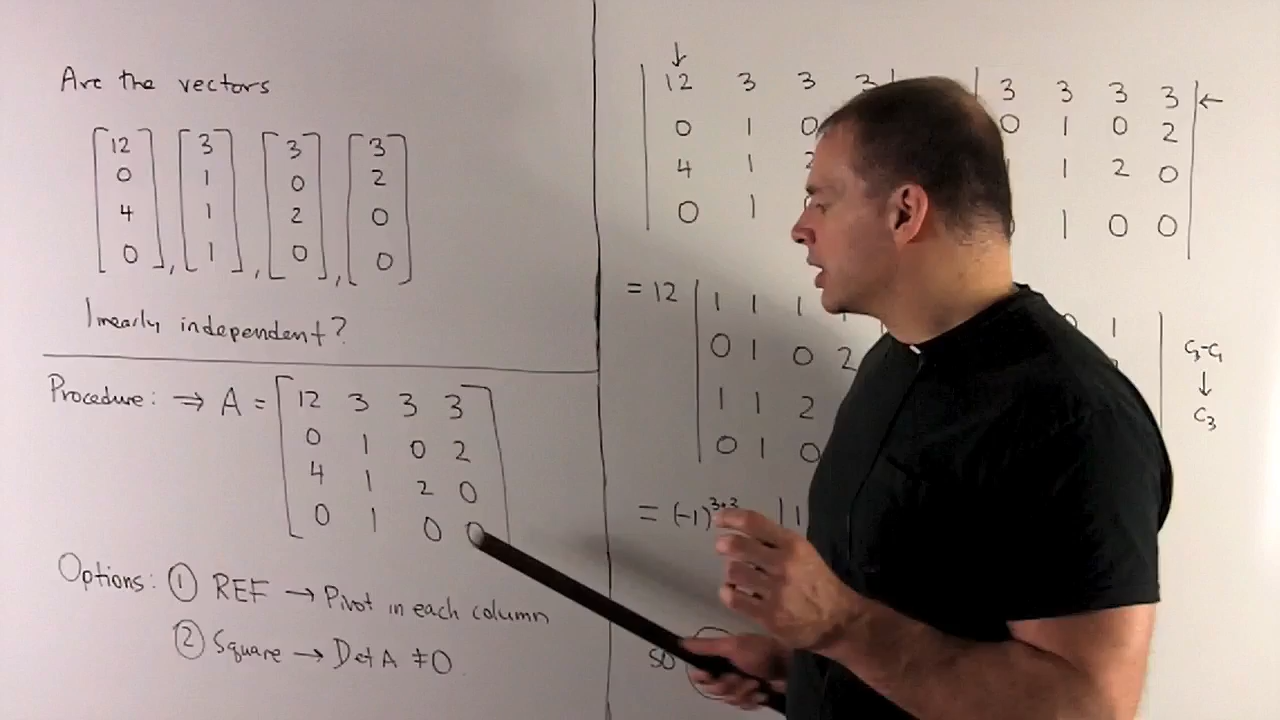 Are the vectors
[12 0 4 0], [3 1 1 1], [3 0 2 0], [3 2 0 0]
linearly independent?
Procedure: ⇒ A = [12 3 3 3
0 1 0 2
4 1 2 0
0 1 0 0]
Options: ① REF → Pivot in each column
② Square → Det A ≠ 0
↓
| 12 3 3 3 | | 3 3 3 3 | ←
0 1 0 0 1 0 2
4 1 2 1 2 0
0 1 1 0 0
= 12 | 1 1 1 1
0 1 0 2
1 1 2
0 1 0
1 |
C3-C1
↓
C3
= (-1)^3+3 | 1
so